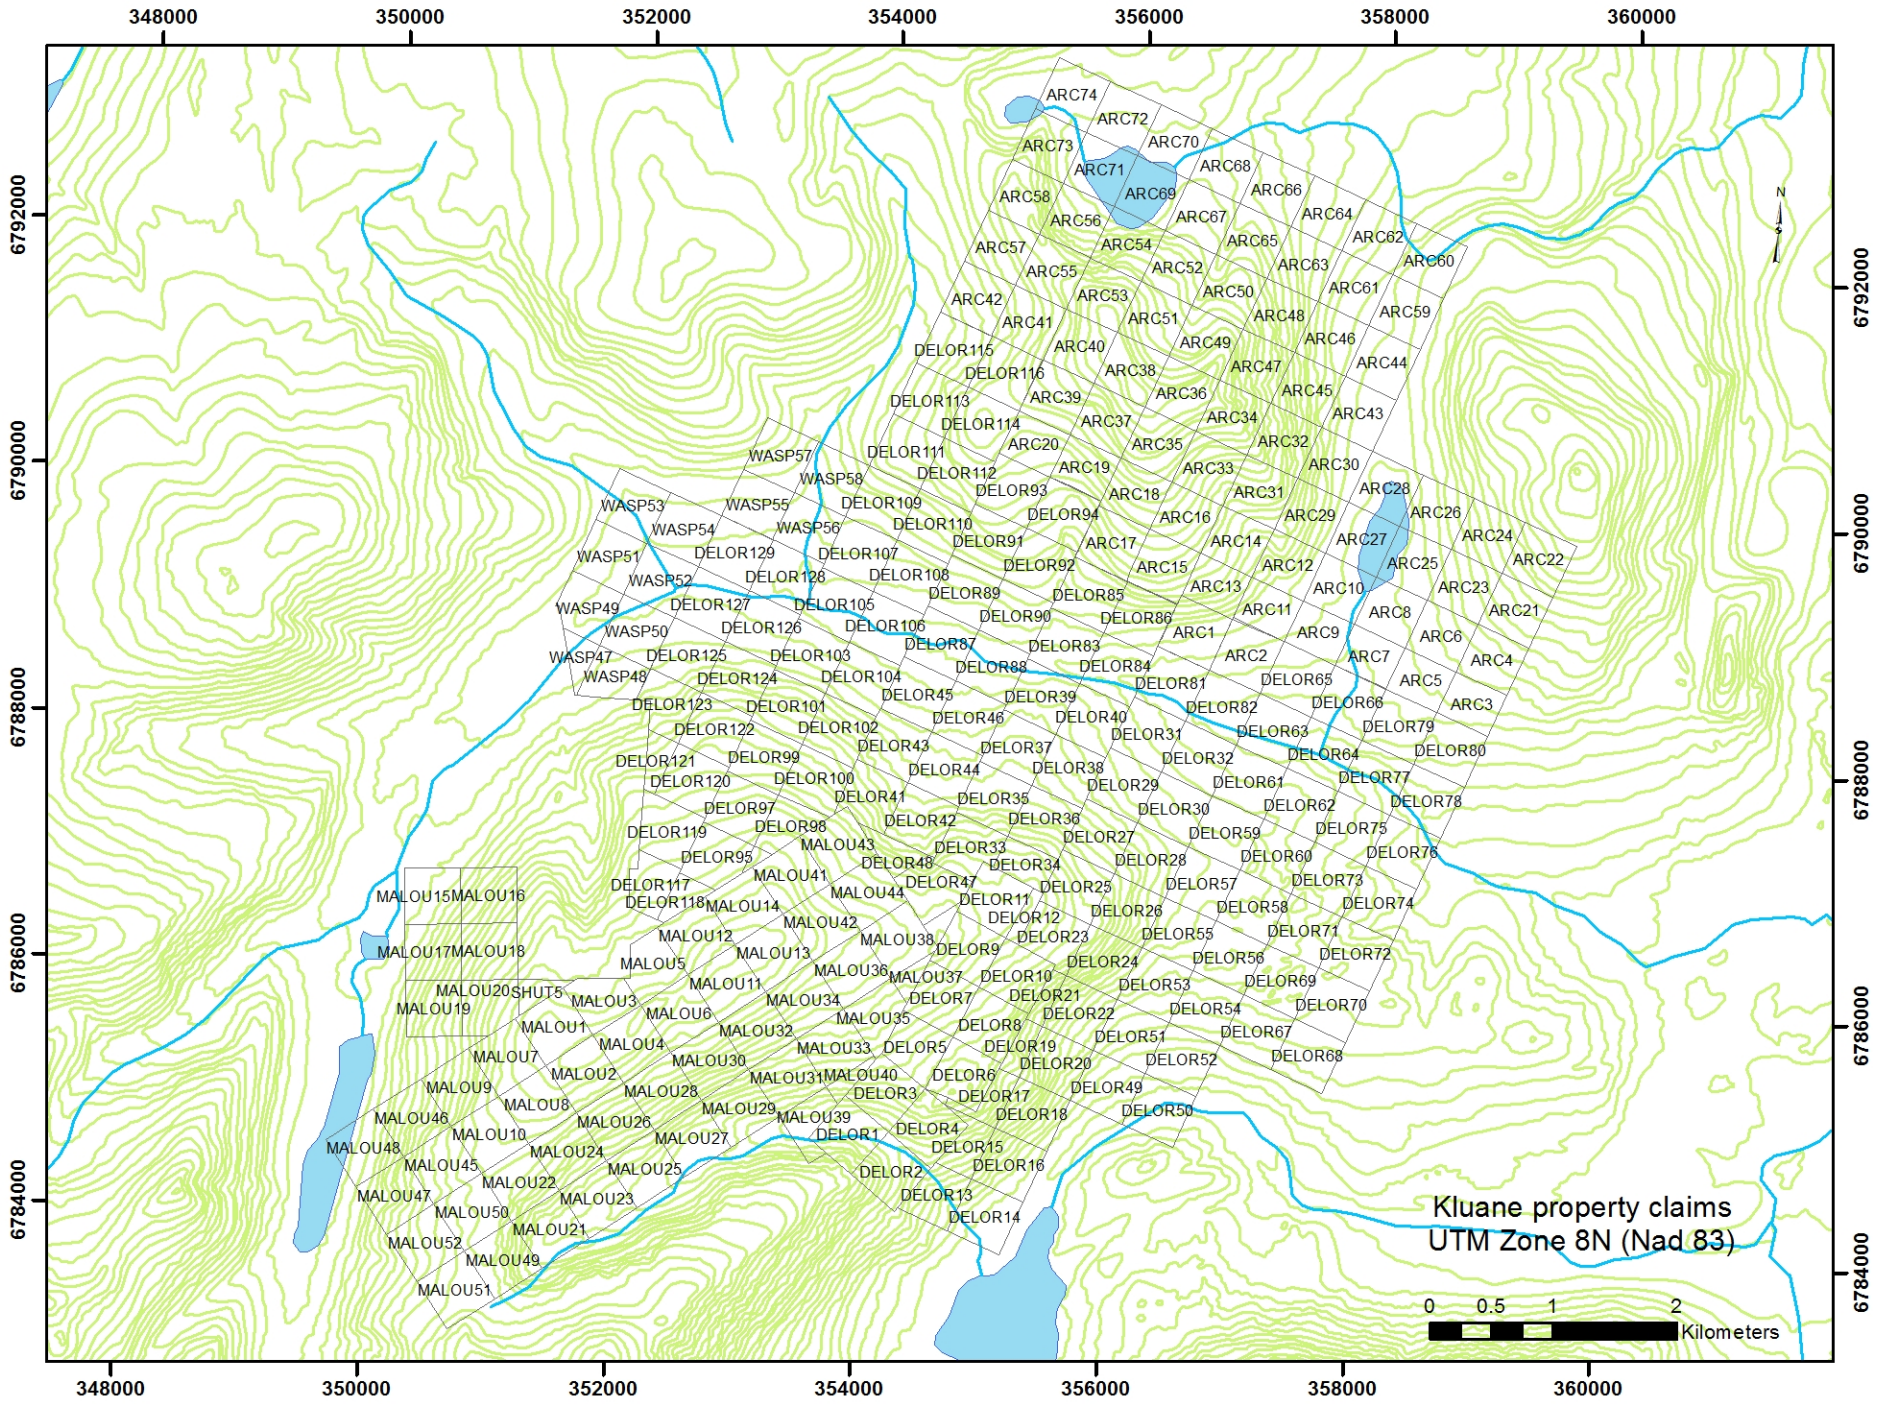 348000 350000 352000 354000 356000 358000 360000
ARC74
ARC72
ARC73 ARC70
ARC71 ARC68
ARC58 ARC69 ARC66
ARC56 ARC67 ARC64
6792000
N
ARC57 ARC54 ARC65 ARC62
ARC55 ARC52 ARC63 ARC60
6792000
ARC42 ARC53 ARC50 ARC61
ARC41 ARC51 ARC48 ARC59
DELOR115 ARC40 ARC49 ARC46
DELOR116 ARC38 ARC47 ARC44
DELOR113 ARC39 ARC36 ARC45
DELOR114 ARC37 ARC34 ARC43
WASP57 DELOR111 ARC20 ARC35 ARC32
6790000
WASP58 DELOR112 ARC19 ARC33 ARC30
WASP53 WASP55 DELOR109 DELOR93 ARC18 ARC31 ARC28
WASP54 WASP56 DELOR110 DELOR94 ARC16 ARC29 ARC26
6790000
WASP51 DELOR129 DELOR107 DELOR91 ARC17 ARC14 ARC27 ARC24
WASP52 DELOR128 DELOR108 DELOR92 ARC15 ARC12 ARC25 ARC22
WASP49 DELOR127 DELOR105 DELOR89 DELOR85 ARC13 ARC10 ARC23
WASP50 DELOR126 DELOR106 DELOR90 DELOR86 ARC11 ARC8 ARC21
WASP47 DELOR125 DELOR103 DELOR87 DELOR83 ARC1 ARC9 ARC6
WASP48 DELOR124 DELOR104 DELOR88 DELOR84 ARC2 ARC7 ARC4
6788000
DELOR123 DELOR101 DELOR45 DELOR39 DELOR81 DELOR65 ARC5
DELOR122 DELOR102 DELOR46 DELOR40 DELOR82 DELOR66 ARC3
DELOR121 DELOR99 DELOR43 DELOR37 DELOR31 DELOR63 DELOR79
DELOR120 DELOR100 DELOR44 DELOR38 DELOR32 DELOR64 DELOR80
6788000
DELOR97 DELOR41 DELOR35 DELOR29 DELOR61 DELOR77
DELOR119 DELOR98 DELOR42 DELOR36 DELOR30 DELOR62 DELOR78
DELOR95 MALOU43 DELOR33 DELOR27 DELOR59 DELOR75
DELOR48 DELOR34 DELOR28 DELOR60 DELOR76
DELOR117 MALOU41 DELOR47 DELOR25 DELOR57 DELOR73
MALOU15 MALOU16 DELOR118 MALOU14 MALOU44 DELOR11 DELOR26 DELOR58 DELOR74
MALOU12 MALOU42 DELOR12
MALOU17 MALOU18 MALOU13 MALOU38 DELOR9 DELOR23 DELOR55 DELOR71
6786000
MALOU5 MALOU36 MALOU37 DELOR10 DELOR24 DELOR56 DELOR72
MALOU20 SHUT5 MALOU3 MALOU11 MALOU34 DELOR7 DELOR21 DELOR53 DELOR69
MALOU19 MALOU1 MALOU6 MALOU32 MALOU35 DELOR8 DELOR22 DELOR54 DELOR70
6786000
MALOU7 MALOU4 MALOU30 MALOU33 DELOR5 DELOR19 DELOR51 DELOR67
MALOU9 MALOU2 MALOU28 MALOU31 MALOU40 DELOR6 DELOR20 DELOR52 DELOR68
MALOU46 MALOU8 MALOU26 MALOU29 MALOU39 DELOR3 DELOR17 DELOR49
MALOU48 MALOU10 MALOU24 MALOU27 DELOR1 DELOR4 DELOR18 DELOR50
MALOU45 MALOU22 MALOU25 DELOR2 DELOR15 DELOR16
6784000
MALOU47 MALOU50 MALOU23 DELOR13
MALOU52 MALOU21 DELOR14
MALOU49
MALOU51
Kluane property claims
UTM Zone 8N (Nad 83)
6784000
0 0.5 1 2
Kilometers
348000 350000 352000 354000 356000 358000 360000